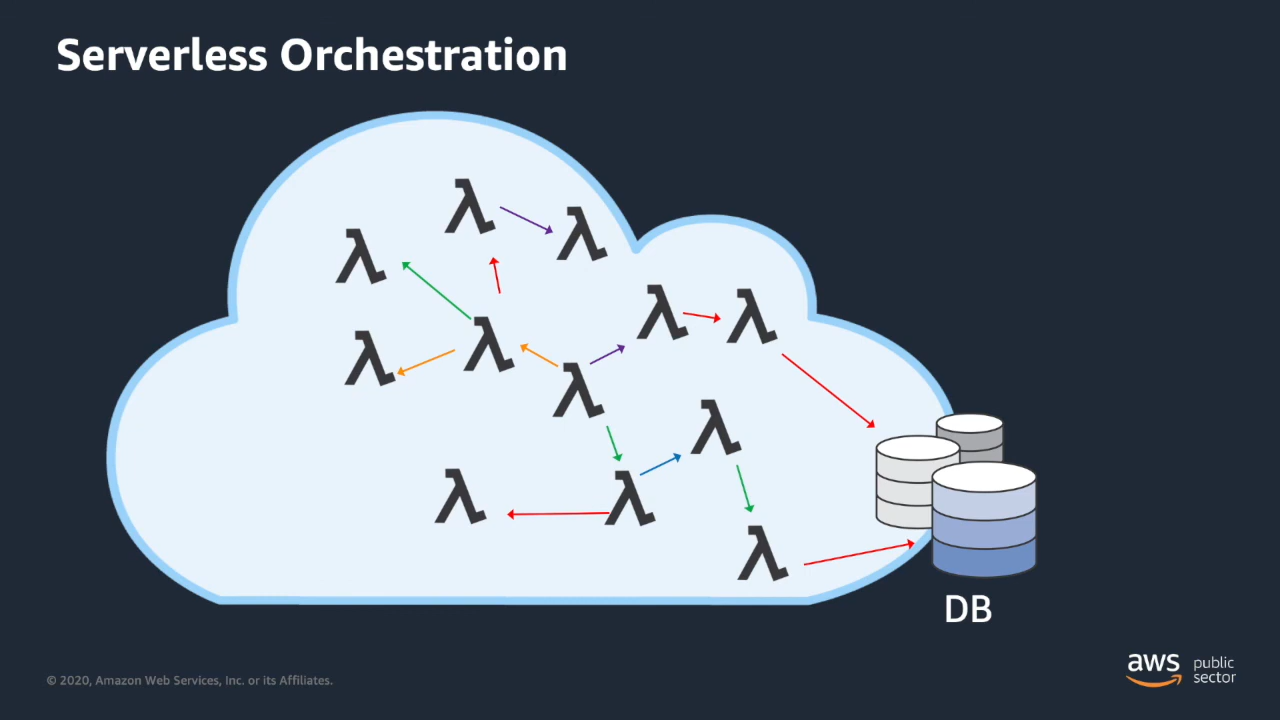 Serverless Orchestration
λ
λ
λ
λ
λ
λ
λ
λ
λ
λ
λ
λ
DB
© 2020, Amazon Web Services, Inc. or its Affiliates.
aws public
sector